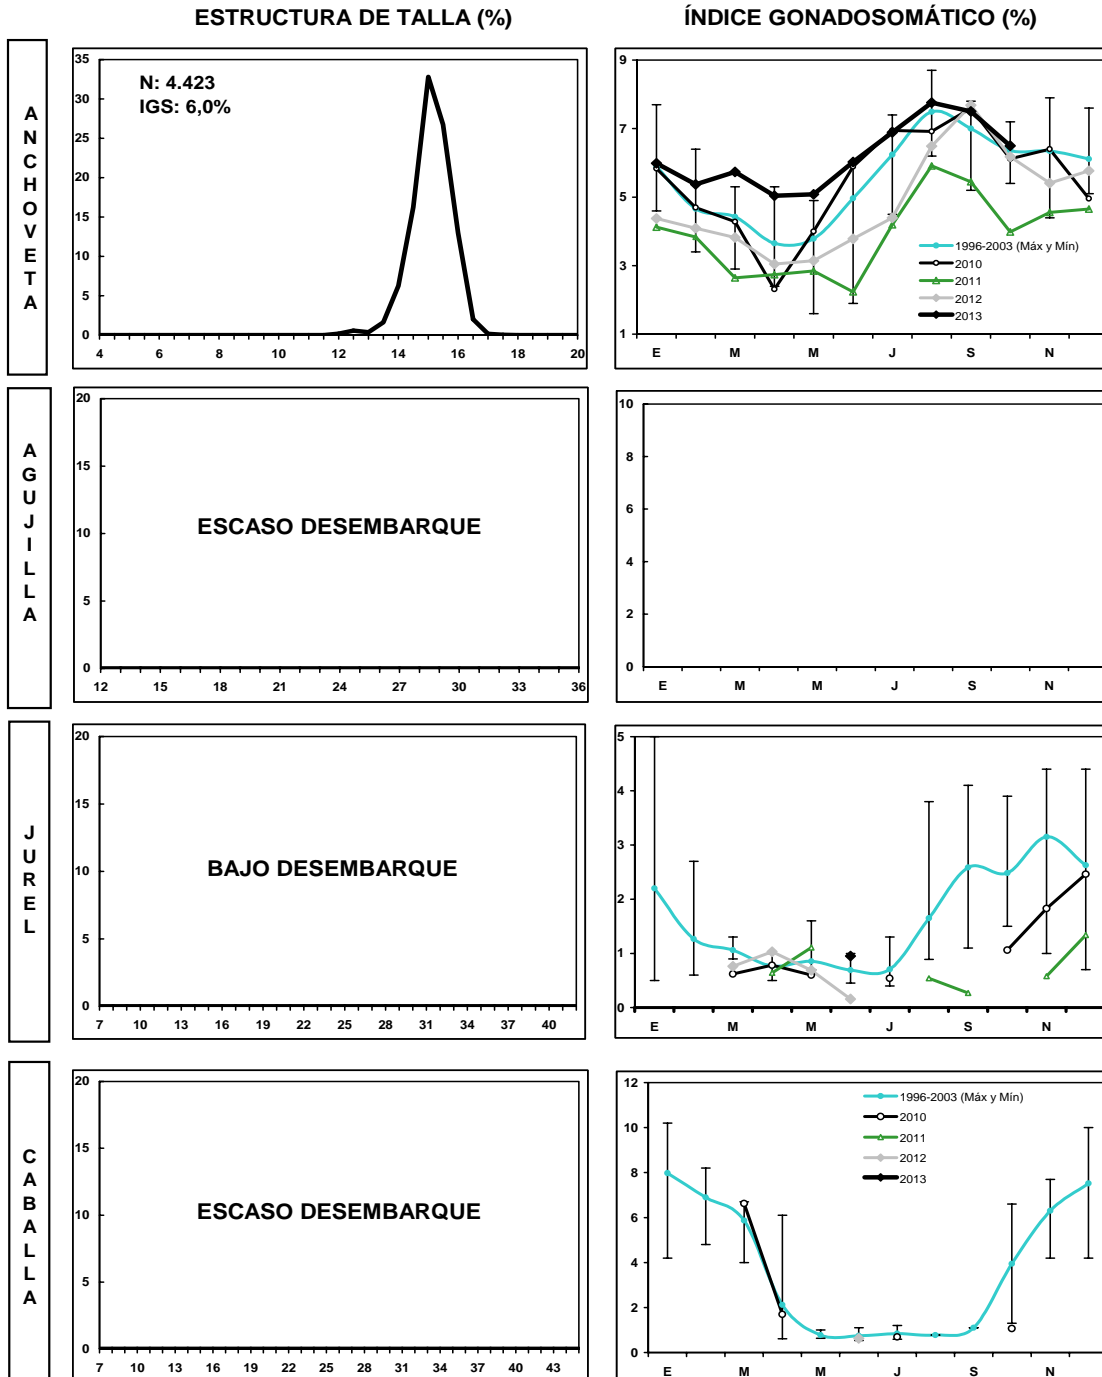 ESTRUCTURA DE TALLA (%)
ÍNDICE GONADOSOMÁTICO (%)
ANCHOVETA
N: 4.423
IGS: 6,0%
35
30
25
20
15
10
5
0
4 6 8 10 12 14 16 18 20
9
7
5
3
1
E M M J S N
1996-2003 (Máx y Mín)
2010
2011
2012
2013
AGUJILLA
20
15
10
5
0
ESCASO DESEMBARQUE
12 15 18 21 24 27 30 33 36
10
8
6
4
2
0
E M M J S N
JUREL
20
15
10
5
0
BAJO DESEMBARQUE
7 10 13 16 19 22 25 28 31 34 37 40
5
4
3
2
1
0
E M M J S N
CABALLA
20
15
10
5
0
ESCASO DESEMBARQUE
7 10 13 16 19 22 25 28 31 34 37 40 43
12
10
8
6
4
2
0
1996-2003 (Máx y Mín)
2010
2011
2012
2013
E M M J S N